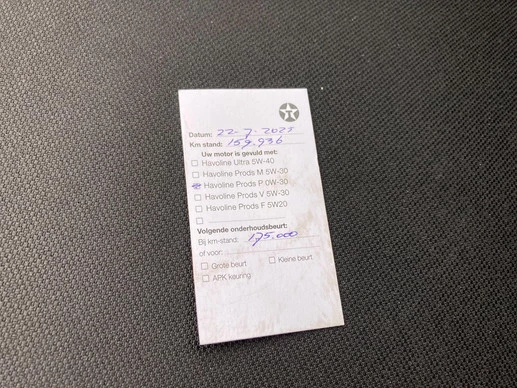 Datum: 22-7-2025
Km stand: 159.936
Uw motor is gevuld met:
Havoline Ultra 5W-40
Havoline Prods M 5W-30
Havoline Prods P 0W-30
Havoline Prods V 5W-30
Havoline Prods F 5W20
Volgende onderhoudsbeurt:
Bij km-stand: 175.000
of voor:
Grote beurt
Kleine beurt
APK keuring